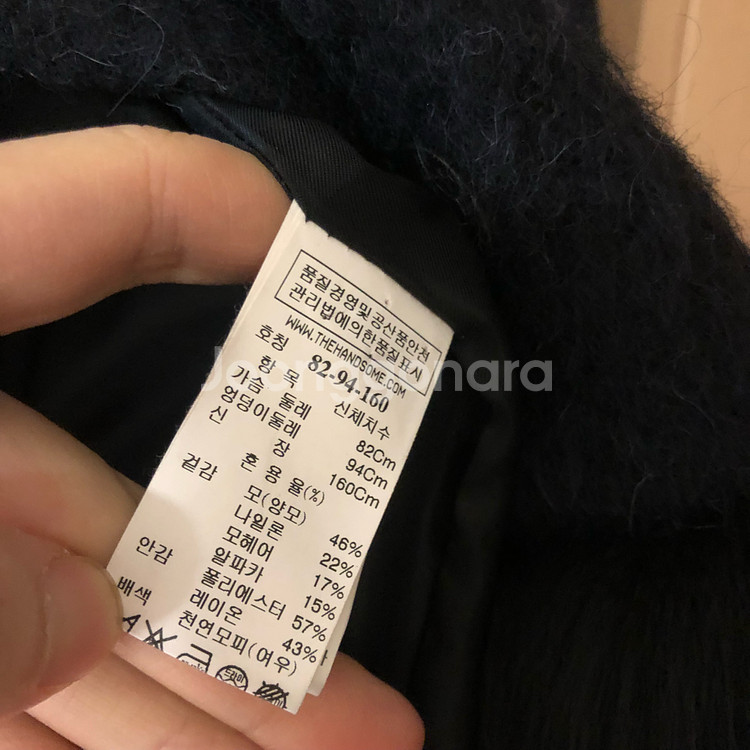 품질경영및공산품안전
관리법에의한품질표시
WWW.THEHANDSOME.COM
호칭 82-94-160
항 목 신체치수
가슴 둘레 82Cm
엉덩이둘레 94Cm
신 장 160Cm
혼 용 율(%)
겉감 모(양모) 46%
나일론 22%
모헤어 17%
알파카 15%
안감 폴리에스터 57%
레이온 43%
배색 천연모피(여우)
Joongonara